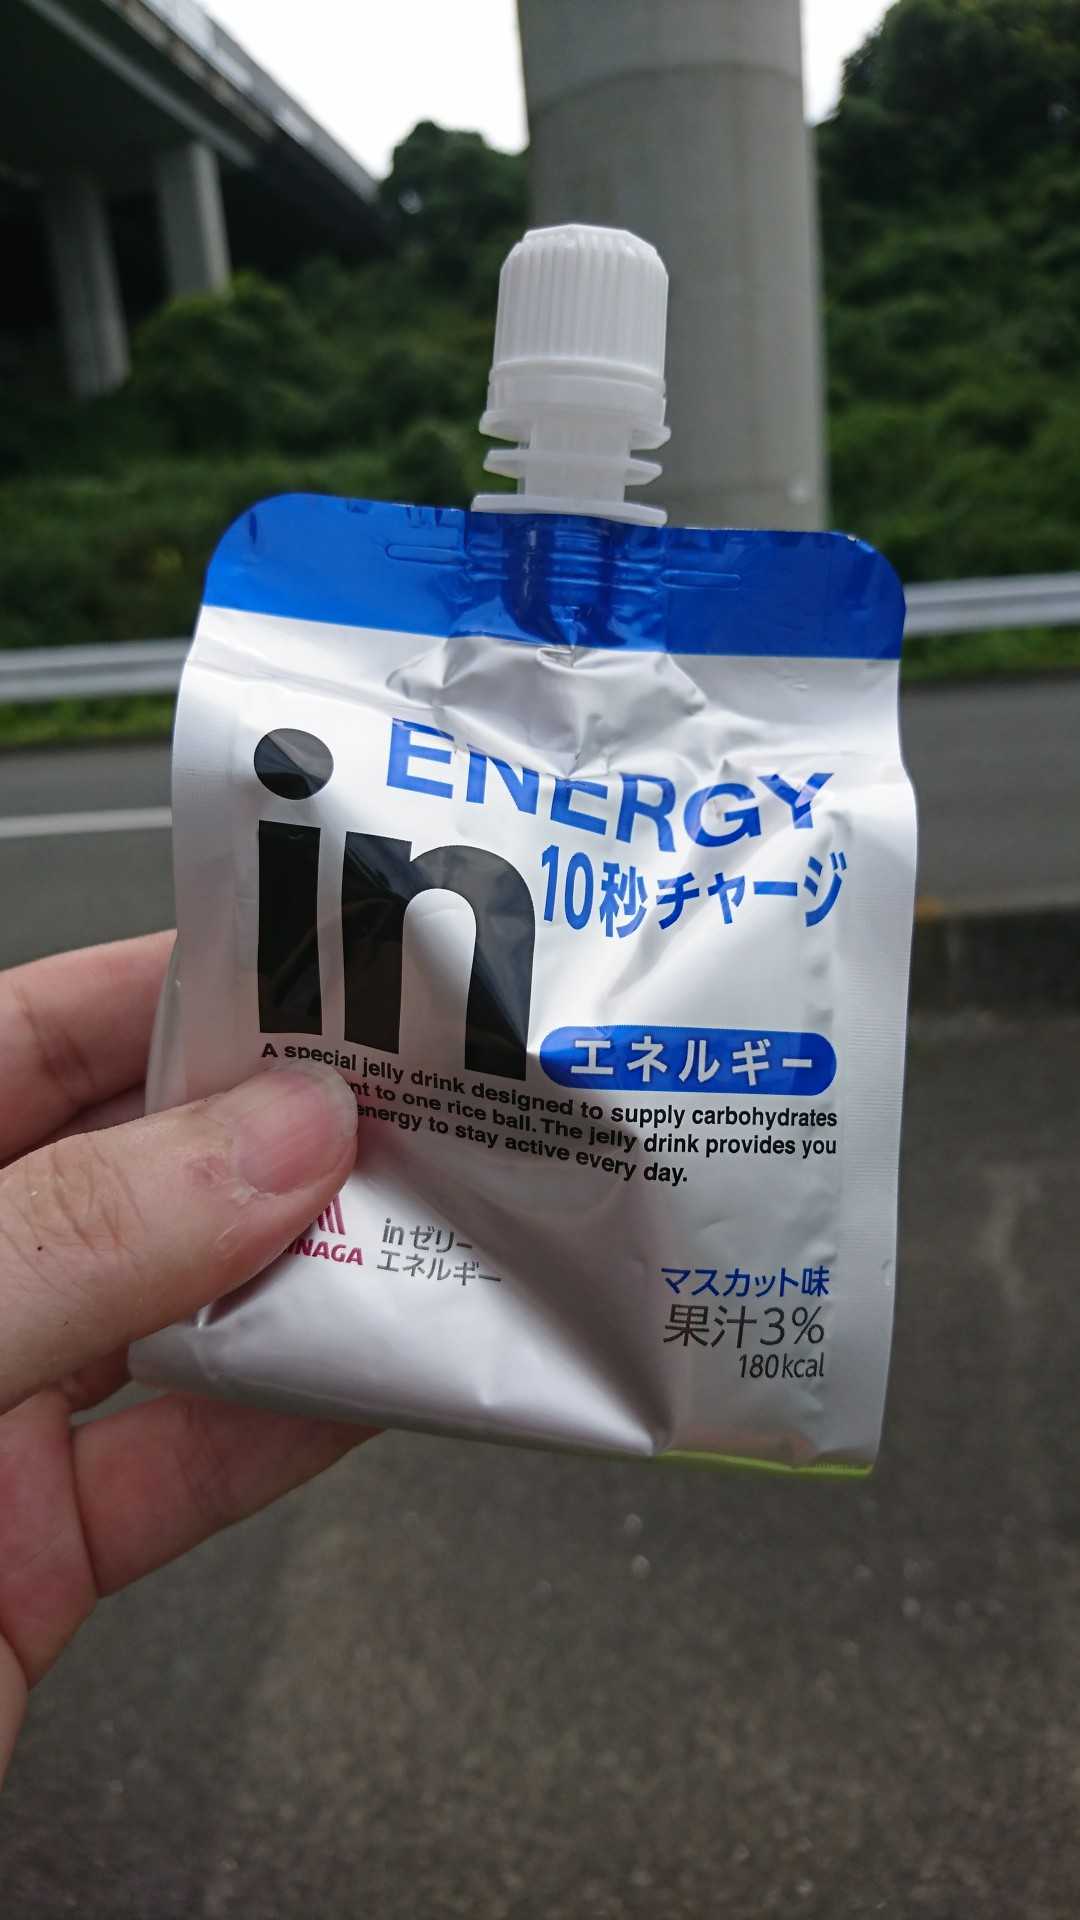 ENERGY
in
10秒チャージ
エネルギー
A special jelly drink designed to supply carbohydrates
to one rice ball. The jelly drink provides you
energy to stay active every day.
inゼリー
エネルギー
マスカット味
果汁3%
180kcal